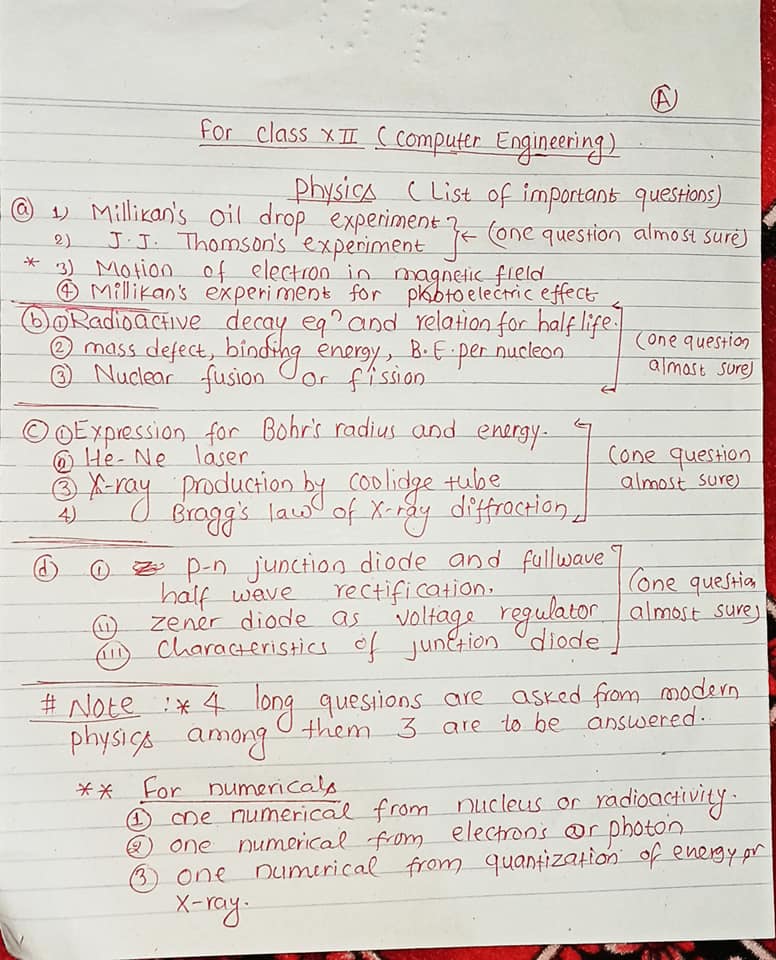 Ⓐ
For class XII (Computer Engineering)
Physics (List of important questions)
ⓐ 1) Millikan's oil drop experiment
2) J.J. Thomson's experiment ← (one question almost sure)
* 3) Motion of electron in magnetic field
④ Millikan's experiment for photoelectric effect
ⓑ ① Radioactive decay eqⁿ and relation for half life.
② mass defect, binding energy, B.E. per nucleon (one question
③ Nuclear fusion or fission almost sure)
ⓒ ① Expression for Bohr's radius and energy.
② He-Ne laser (one question
③ X-ray production by coolidge tube almost sure)
4) Bragg's law of X-ray diffraction
ⓓ ① p-n junction diode and fullwave
half wave rectification. (one question
(ii) zener diode as voltage regulator almost sure)
(iii) Characteristics of junction diode
# Note :* 4 long questions are asked from modern
physics among them 3 are to be answered.
** For numericals
① one numerical from nucleus or radioactivity.
② one numerical from electrons or photon
③ one numerical from quantization of energy or
X-ray.